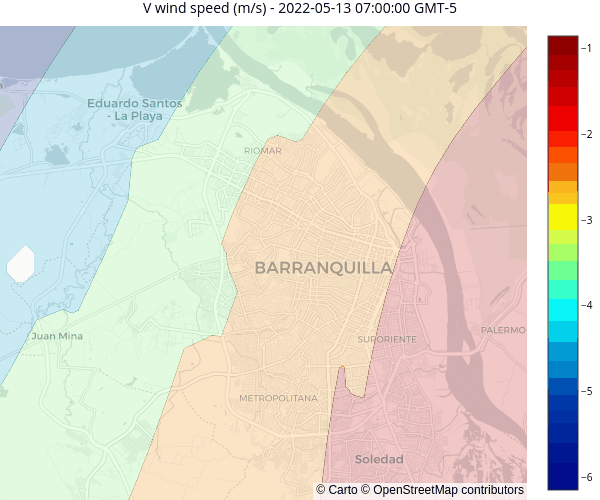 V wind speed (m/s) - 2022-05-13 07:00:00 GMT-5
Eduardo Santos
- La Playa
RIOMAR
BARRANQUILLA
Juan Mina
SURORIENTE
PALERMO
METROPOLITANA
Soledad
© Carto © OpenStreetMap contributors
−1
−2
−3
−4
−5
−6